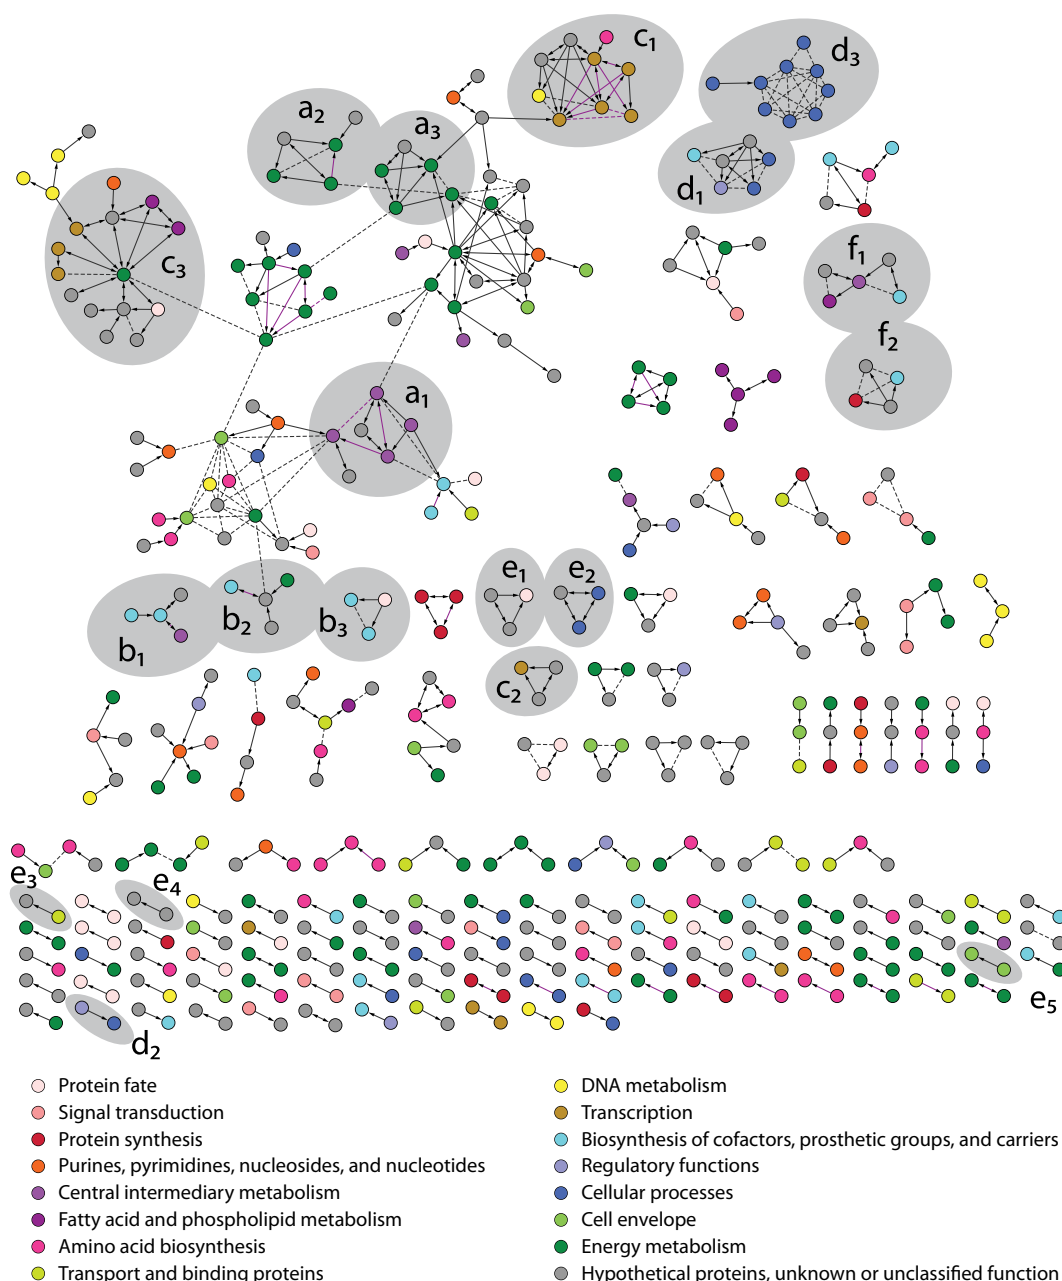 c1
d3
a2
a3
d1
c3
f1
f2
a1
e1
e2
b1
b2
b3
c2
e3
e4
e5
d2
Protein fate
Signal transduction
Protein synthesis
Purines, pyrimidines, nucleosides, and nucleotides
Central intermediary metabolism
Fatty acid and phospholipid metabolism
Amino acid biosynthesis
Transport and binding proteins
DNA metabolism
Transcription
Biosynthesis of cofactors, prosthetic groups, and carriers
Regulatory functions
Cellular processes
Cell envelope
Energy metabolism
Hypothetical proteins, unknown or unclassified function